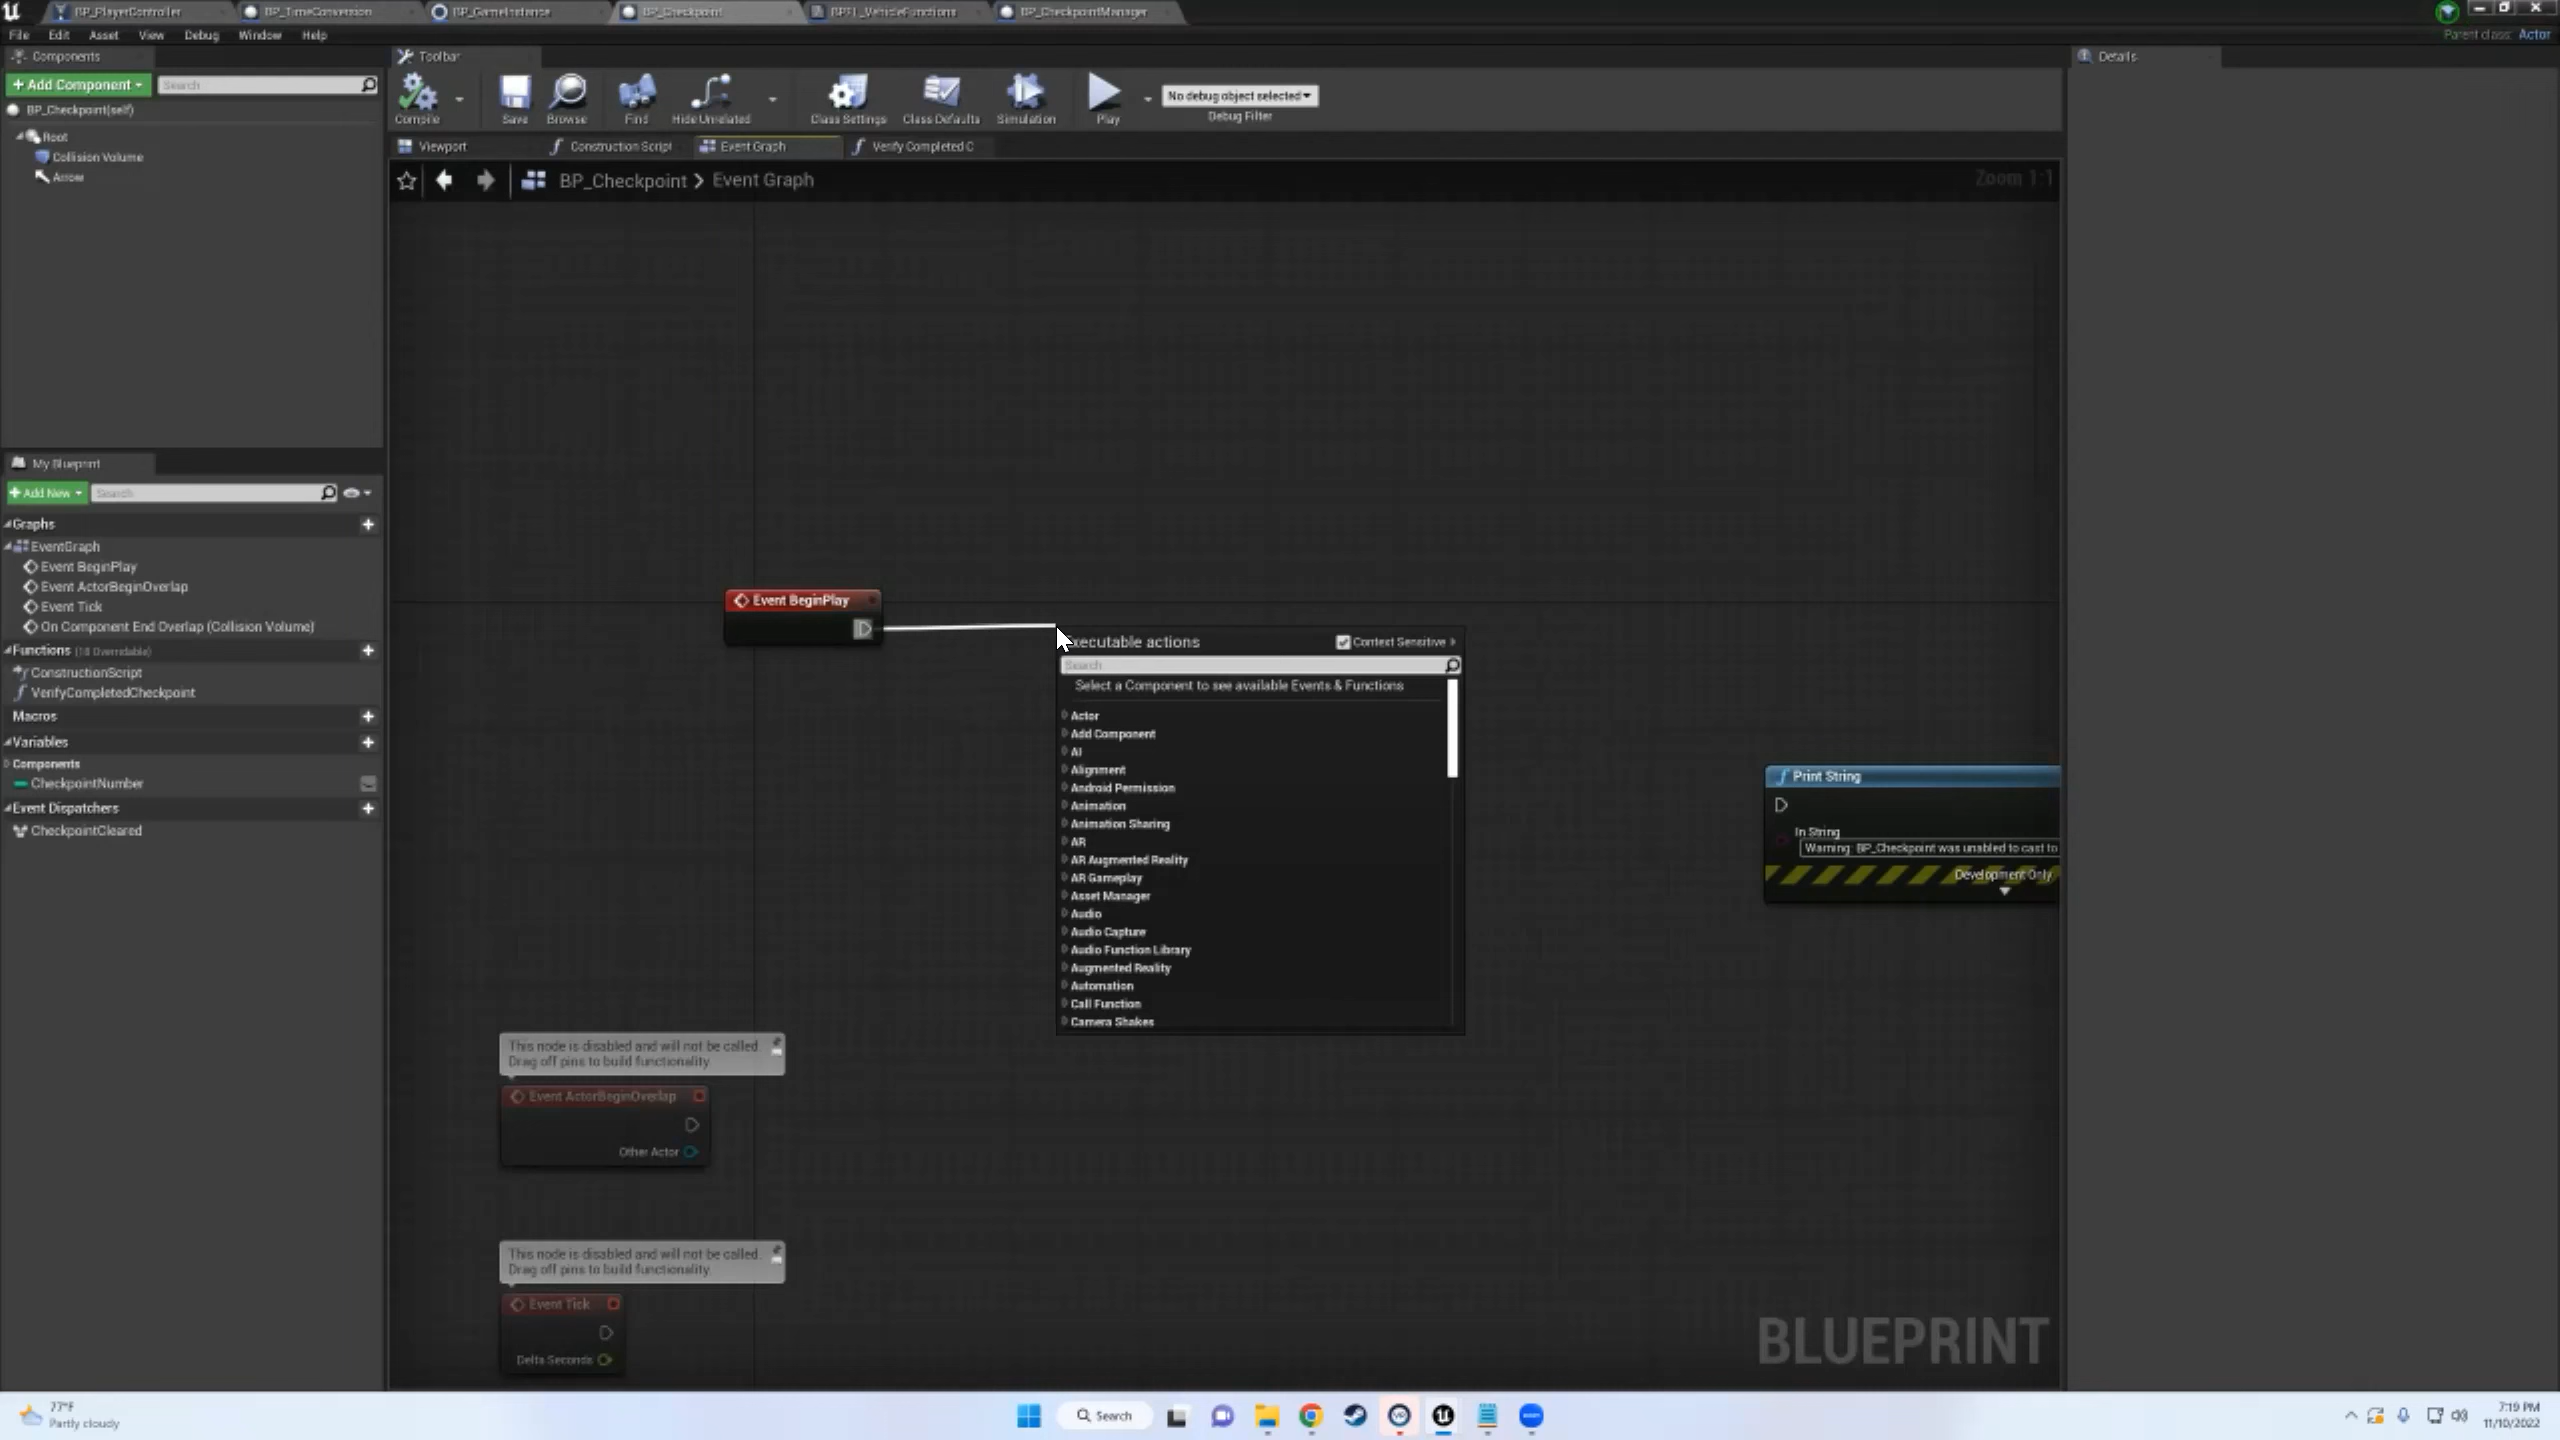 BP_PlayerController
BP_TimeConversion
BP_GameInstance
BP_Checkpoint
BPFL_VehicleFunctions
BP_CheckpointManager
File Edit Asset View Debug Window Help
Parent class: Actor
Components
Toolbar
Details
+ Add Component
Search
BP_Checkpoint(self)
Root
Collision Volume
Arrow
Compile
Save
Browse
Find
Hide Unrelated
Class Settings
Class Defaults
Simulation
Play
No debug object selected
Debug Filter
Viewport
Construction Script
Event Graph
Verify Completed C
BP_Checkpoint > Event Graph
Zoom 1:1
My Blueprint
+ Add New
Search
Graphs
EventGraph
Event BeginPlay
Event ActorBeginOverlap
Event Tick
On Component End Overlap (Collision Volume)
Functions (18 Overridable)
ConstructionScript
VerifyCompletedCheckpoint
Macros
Variables
Components
CheckpointNumber
Event Dispatchers
CheckpointCleared
Event BeginPlay
Executable actions
Context Sensitive
Search
Select a Component to see available Events & Functions
Actor
Add Component
AI
Alignment
Android Permission
Animation
Animation Sharing
AR
AR Augmented Reality
AR Gameplay
Asset Manager
Audio
Audio Capture
Audio Function Library
Augmented Reality
Automation
Call Function
Camera Shakes
Print String
In String
Warning: BP_Checkpoint was unabled to cast to
Development Only
This node is disabled and will not be called.
Drag off pins to build functionality.
Event ActorBeginOverlap
Other Actor
This node is disabled and will not be called.
Drag off pins to build functionality.
Event Tick
Delta Seconds
BLUEPRINT
77°F
Partly cloudy
Search
7:19 PM
11/10/2022